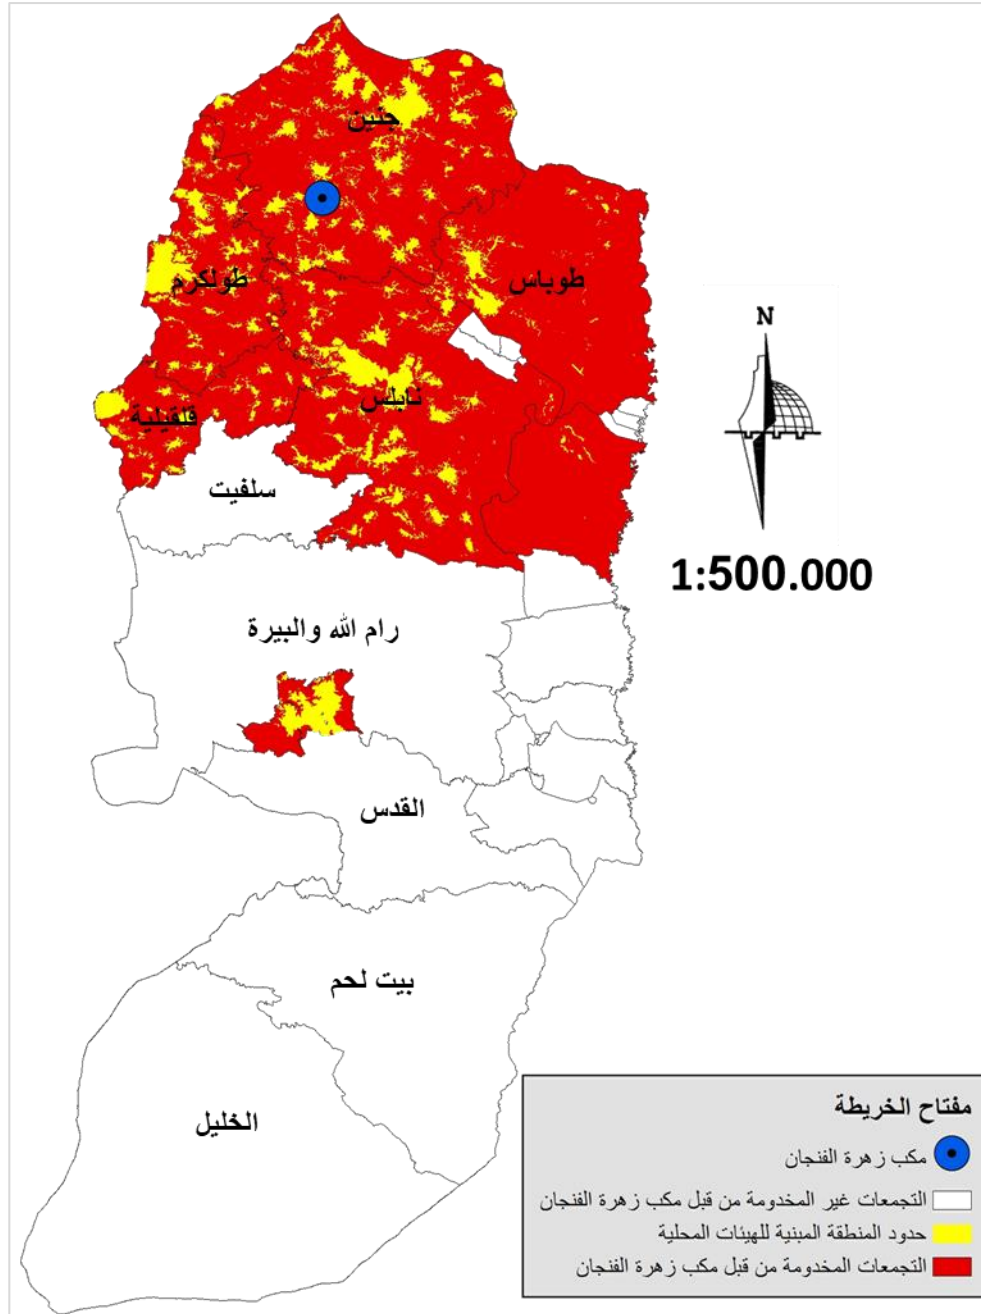 جنين
طولكرم
طوباس
نابلس
قلقيلية
سلفيت
N
1:500.000
رام الله والبيرة
القدس
بيت لحم
الخليل
مفتاح الخريطة
مكب زهرة الفنجان
التجمعات غير المخدومة من قبل مكب زهرة الفنجان
حدود المنطقة المبنية للهيئات المحلية
التجمعات المخدومة من قبل مكب زهرة الفنجان